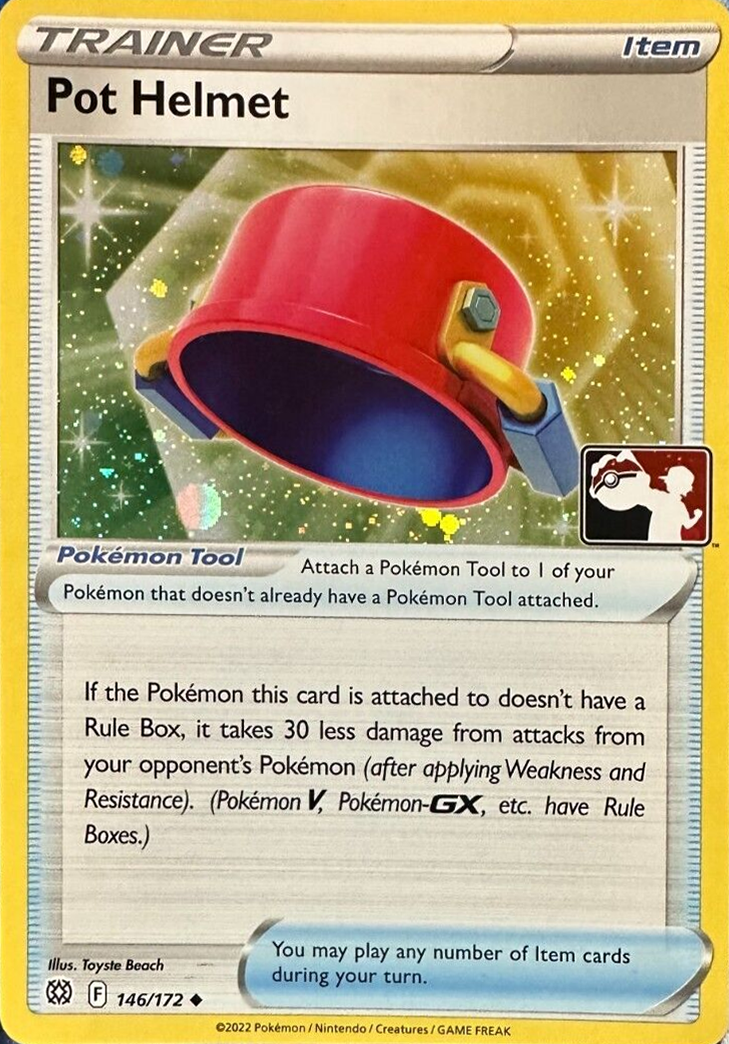 TRAINER
Item
Pot Helmet
TM
Pokémon Tool
Attach a Pokémon Tool to 1 of your
Pokémon that doesn't already have a Pokémon Tool attached.
If the Pokémon this card is attached to doesn't have a
Rule Box, it takes 30 less damage from attacks from
your opponent's Pokémon (after applying Weakness and
Resistance). (Pokémon V, Pokémon-GX, etc. have Rule
Boxes.)
You may play any number of Item cards
during your turn.
Illus. Toyste Beach
F 146/172 ◆
©2022 Pokémon / Nintendo / Creatures / GAME FREAK